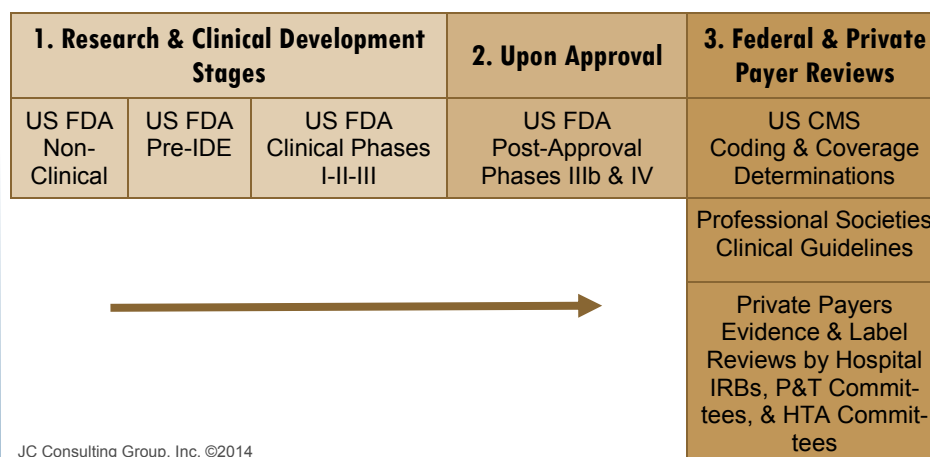 1. Research & Clinical Development
Stages
2. Upon Approval
3. Federal & Private
Payer Reviews
US FDA
Non-
Clinical
US FDA
Pre-IDE
US FDA
Clinical Phases
I-II-III
US FDA
Post-Approval
Phases IIIb & IV
US CMS
Coding & Coverage
Determinations
Professional Societies
Clinical Guidelines
Private Payers
Evidence & Label
Reviews by Hospital
IRBs, P&T Commit-
tees, & HTA Commit-
tees
JC Consulting Group, Inc. ©2014